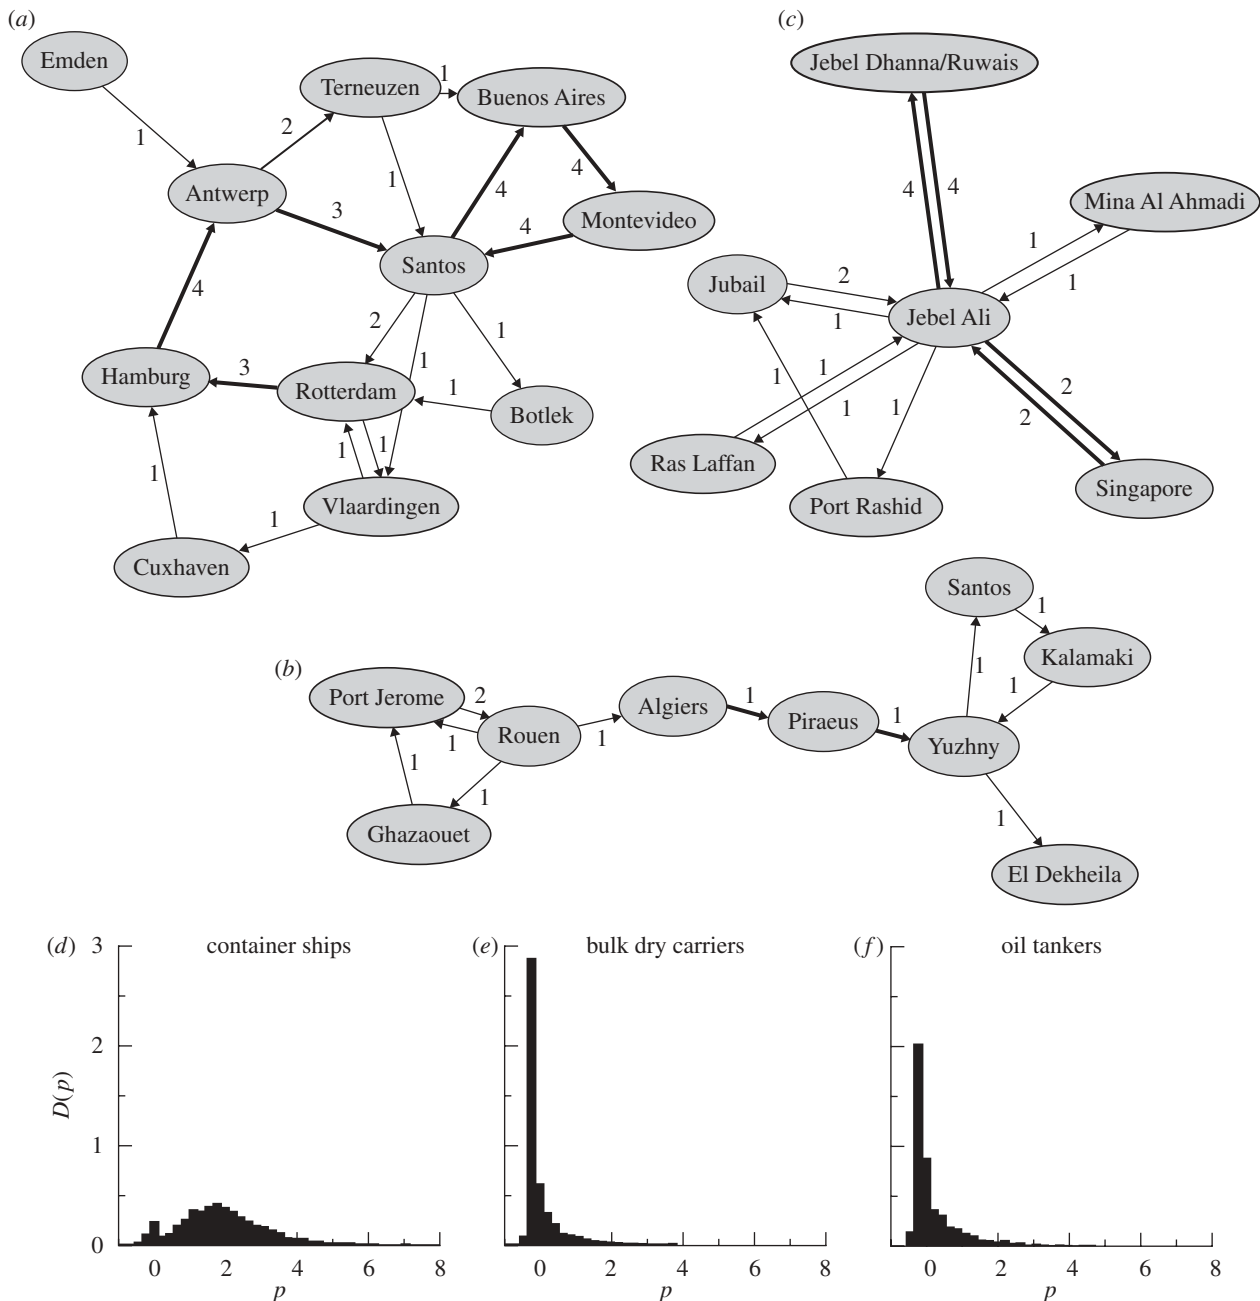 (a)
Emden
Terneuzen
1
Buenos Aires
1
2
4
Antwerp
1
4
3
4
Montevideo
Santos
4
2
1
1
Hamburg
3
Rotterdam
1
Botlek
1
1
1
Vlaardingen
1
Cuxhaven
(c)
Jebel Dhanna/Ruwais
4
4
Mina Al Ahmadi
1
1
Jubail
2
1
Jebel Ali
1
1
1
1
2
2
Ras Laffan
Port Rashid
Singapore
(b)
Santos
1
Kalamaki
1
1
Port Jerome
2
1
Rouen
1
Algiers
1
Piraeus
1
Yuzhny
1
1
Ghazaouet
1
El Dekheila
(d)
container ships
3
2
1
0
D(p)
0 2 4 6 8
p
(e)
bulk dry carriers
0 2 4 6 8
p
(f)
oil tankers
0 2 4 6 8
p